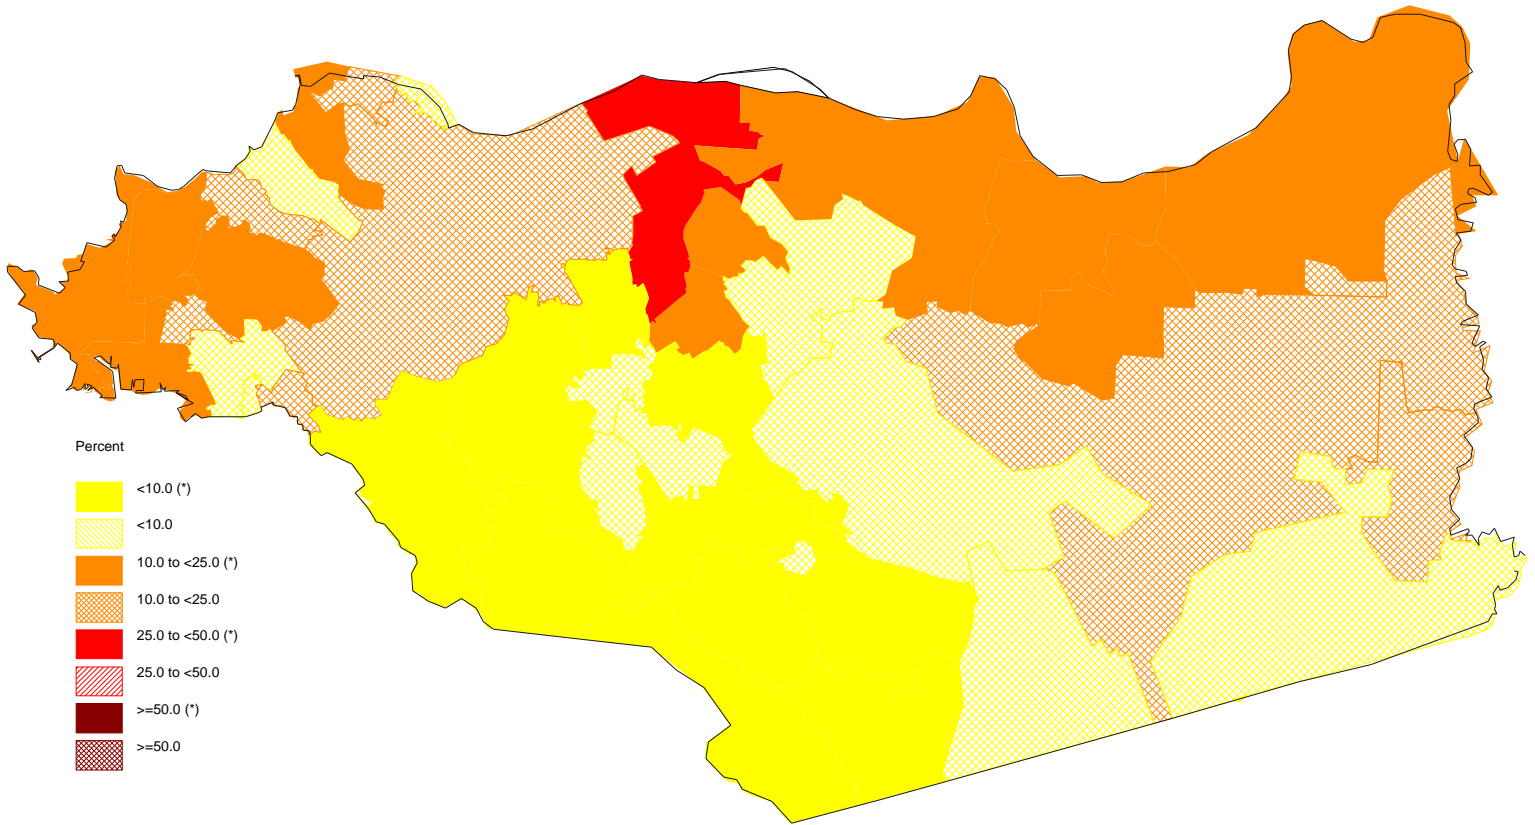 Percent
<10.0 (*)
<10.0
10.0 to <25.0 (*)
10.0 to <25.0
25.0 to <50.0 (*)
25.0 to <50.0
>=50.0 (*)
>=50.0